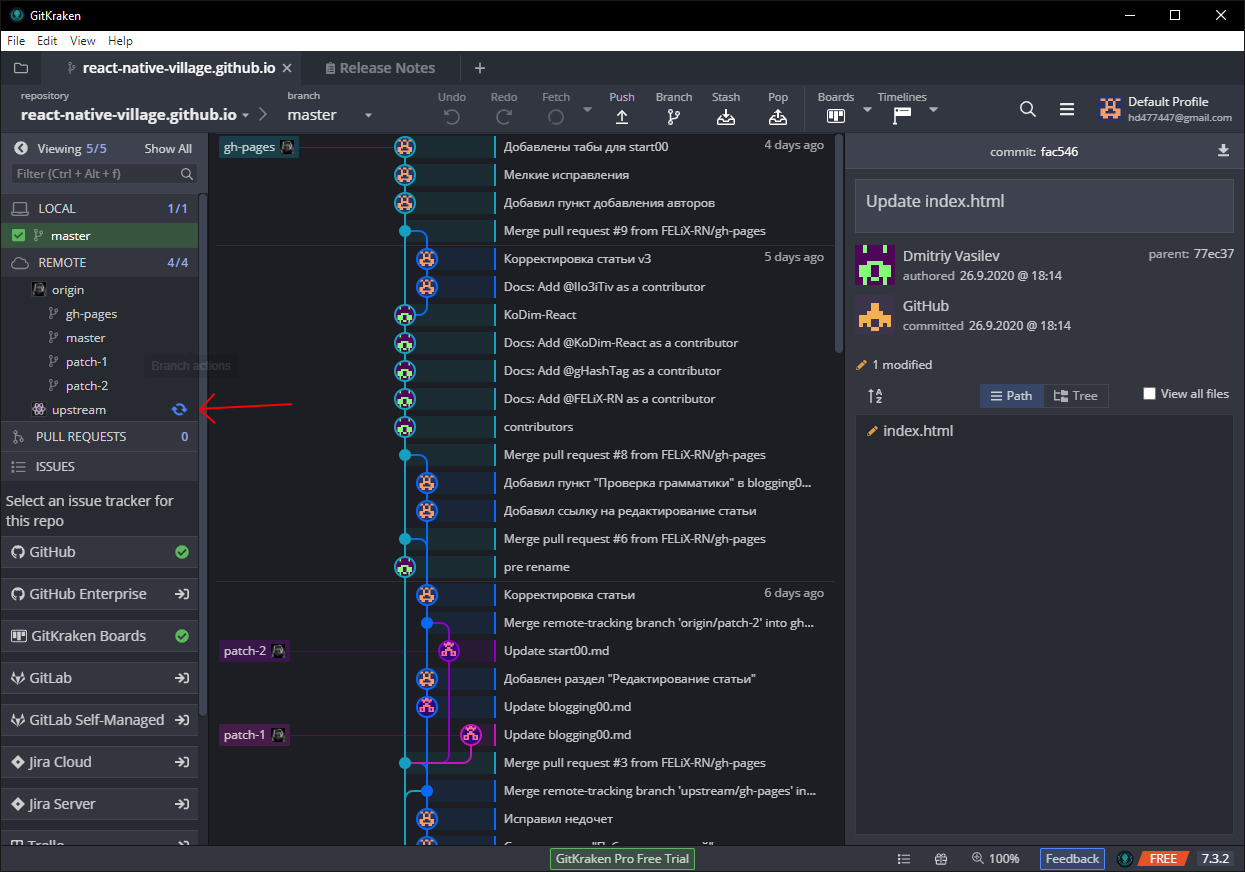 GitKraken
File Edit View Help
react-native-village.github.io
Release Notes
repository
react-native-village.github.io
branch
master
Undo
Redo
Fetch
Push
Branch
Stash
Pop
Boards
Timelines
Default Profile
hd477447@gmail.com
Viewing 5/5 Show All
Filter (Ctrl + Alt + f)
LOCAL 1/1
master
REMOTE 4/4
origin
gh-pages
master
patch-1
Branch actions
patch-2
upstream
PULL REQUESTS 0
ISSUES
Select an issue tracker for
this repo
GitHub
GitHub Enterprise
GitKraken Boards
GitLab
GitLab Self-Managed
Jira Cloud
Jira Server
Trello
gh-pages Добавлены табы для start00 4 days ago
Мелкие исправления
Добавил пункт добавления авторов
Merge pull request #9 from FELiX-RN/gh-pages
Корректировка статьи v3 5 days ago
Docs: Add @IIo3iTiv as a contributor
KoDim-React
Docs: Add @KoDim-React as a contributor
Docs: Add @gHashTag as a contributor
Docs: Add @FELiX-RN as a contributor
contributors
Merge pull request #8 from FELiX-RN/gh-pages
Добавил пункт "Проверка грамматики" в blogging0...
Добавил ссылку на редактирование статьи
Merge pull request #6 from FELiX-RN/gh-pages
pre rename
Корректировка статьи 6 days ago
Merge remote-tracking branch 'origin/patch-2' into gh...
patch-2 Update start00.md
Добавлен раздел "Редактирование статьи"
Update blogging00.md
patch-1 Update blogging00.md
Merge pull request #3 from FELiX-RN/gh-pages
Merge remote-tracking branch 'upstream/gh-pages' in...
Исправил недочет
commit: fac546
Update index.html
Dmitriy Vasilev
authored 26.9.2020 @ 18:14
parent: 77ec37
GitHub
committed 26.9.2020 @ 18:14
1 modified
Path
Tree
View all files
index.html
GitKraken Pro Free Trial
100%
Feedback
FREE
7.3.2